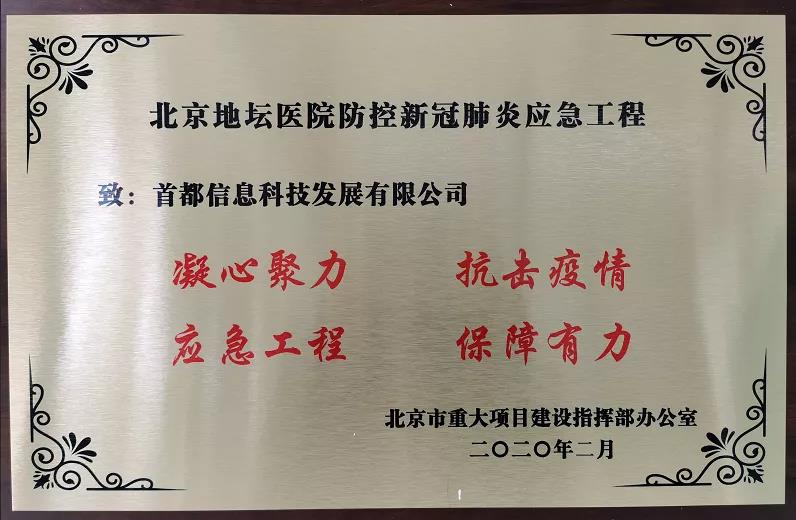 北京地坛医院防控新冠肺炎应急工程
致：首都信息科技发展有限公司
凝心聚力 抗击疫情
应急工程 保障有力
北京市重大项目建设指挥部办公室
二〇二〇年二月